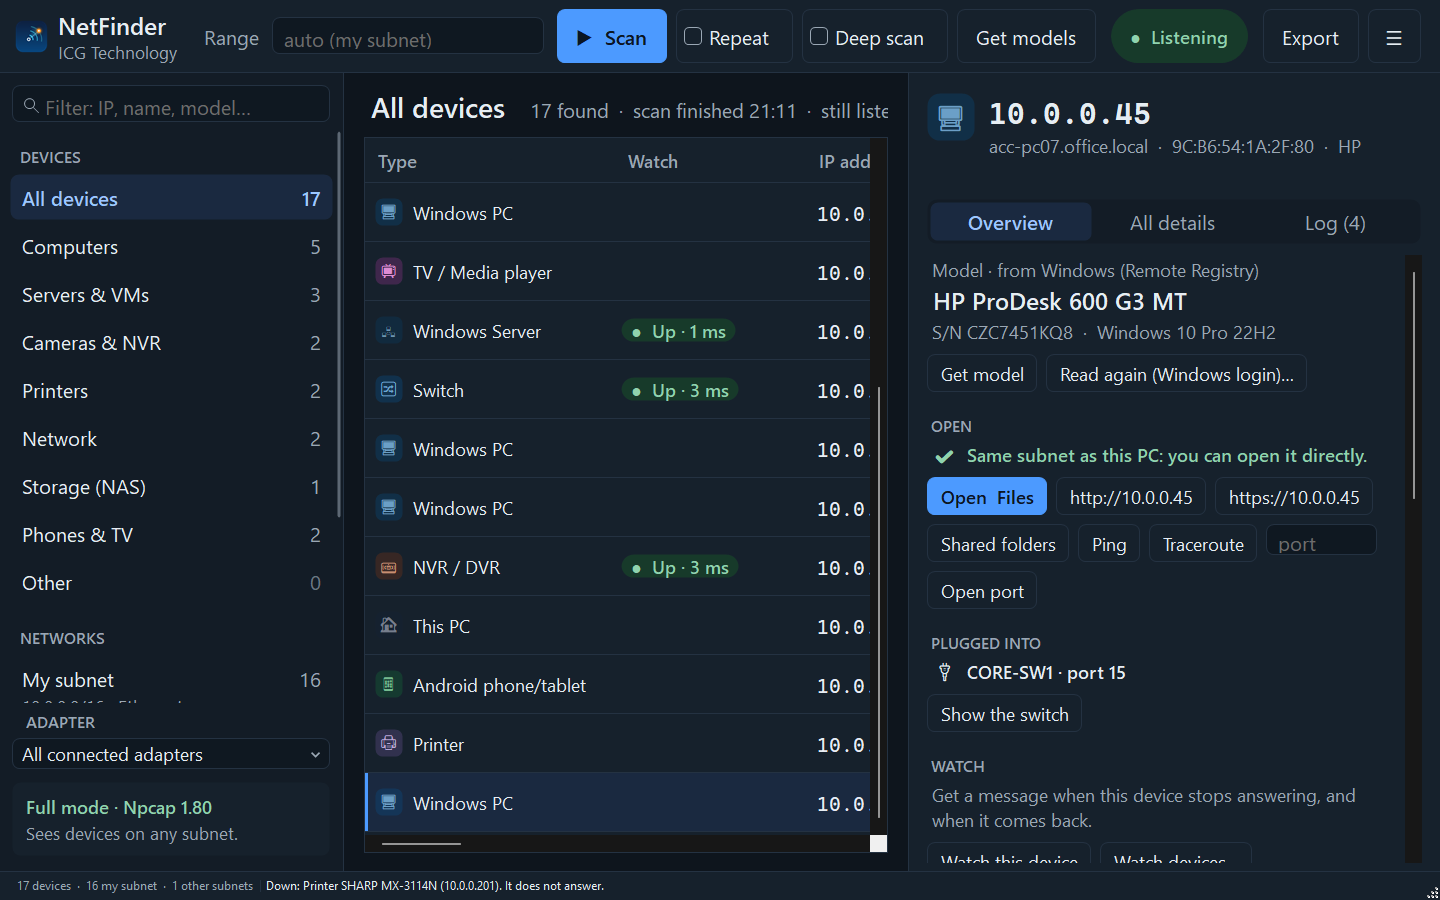 NetFinder
ICG Technology
Range
auto (my subnet)
Scan
Repeat
Deep scan
Get models
Listening
Export
Filter: IP, name, model...
DEVICES
All devices 17
Computers 5
Servers & VMs 3
Cameras & NVR 2
Printers 2
Network 2
Storage (NAS) 1
Phones & TV 2
Other 0
NETWORKS
My subnet 16
ADAPTER
All connected adapters
Full mode · Npcap 1.80
Sees devices on any subnet.
All devices 17 found · scan finished 21:11 · still liste
Type Watch IP add
Windows PC 10.0.
TV / Media player 10.0.
Windows Server Up · 1 ms 10.0.
Switch Up · 3 ms 10.0.
Windows PC 10.0.
Windows PC 10.0.
NVR / DVR Up · 3 ms 10.0.
This PC 10.0.
Android phone/tablet 10.0.
Printer 10.0.
Windows PC 10.0.
10.0.0.45
acc-pc07.office.local · 9C:B6:54:1A:2F:80 · HP
Overview All details Log (4)
Model · from Windows (Remote Registry)
HP ProDesk 600 G3 MT
S/N CZC7451KQ8 · Windows 10 Pro 22H2
Get model Read again (Windows login)...
OPEN
Same subnet as this PC: you can open it directly.
Open Files http://10.0.0.45 https://10.0.0.45
Shared folders Ping Traceroute port
Open port
PLUGGED INTO
CORE-SW1 · port 15
Show the switch
WATCH
Get a message when this device stops answering, and
when it comes back.
Watch this device Watch devices...
17 devices · 16 my subnet · 1 other subnets Down: Printer SHARP MX-3114N (10.0.0.201). It does not answer.